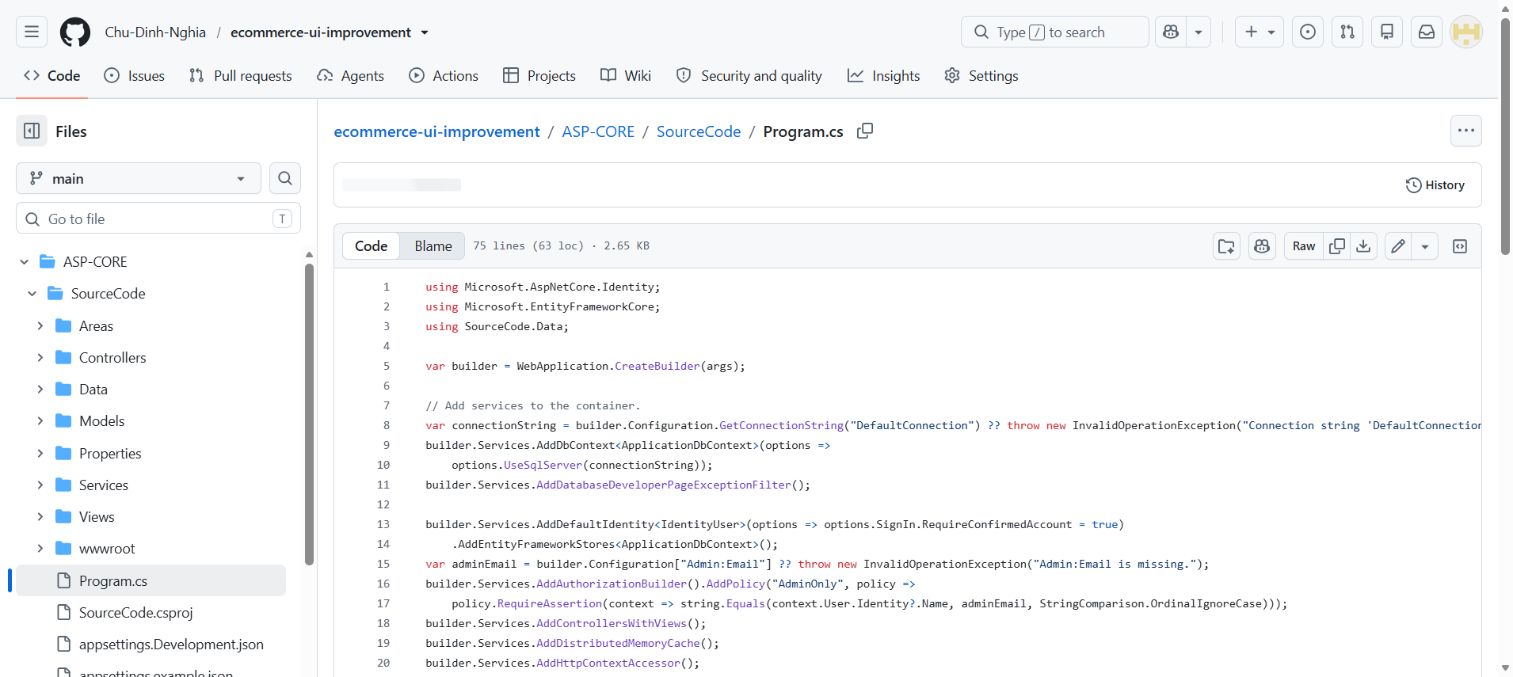 Chu-Dinh-Nghia / ecommerce-ui-improvement
Type / to search
Code Issues Pull requests Agents Actions Projects Wiki Security and quality Insights Settings
Files
main
Go to file T
ASP-CORE
SourceCode
Areas
Controllers
Data
Models
Properties
Services
Views
wwwroot
Program.cs
SourceCode.csproj
appsettings.Development.json
appsettings.example.json
ecommerce-ui-improvement / ASP-CORE / SourceCode / Program.cs
History
Code Blame 75 lines (63 loc) · 2.65 KB Raw
1 using Microsoft.AspNetCore.Identity;
2 using Microsoft.EntityFrameworkCore;
3 using SourceCode.Data;
4
5 var builder = WebApplication.CreateBuilder(args);
6
7 // Add services to the container.
8 var connectionString = builder.Configuration.GetConnectionString("DefaultConnection") ?? throw new InvalidOperationException("Connection string 'DefaultConnection
9 builder.Services.AddDbContext<ApplicationDbContext>(options =>
10 options.UseSqlServer(connectionString));
11 builder.Services.AddDatabaseDeveloperPageExceptionFilter();
12
13 builder.Services.AddDefaultIdentity<IdentityUser>(options => options.SignIn.RequireConfirmedAccount = true)
14 .AddEntityFrameworkStores<ApplicationDbContext>();
15 var adminEmail = builder.Configuration["Admin:Email"] ?? throw new InvalidOperationException("Admin:Email is missing.");
16 builder.Services.AddAuthorizationBuilder().AddPolicy("AdminOnly", policy =>
17 policy.RequireAssertion(context => string.Equals(context.User.Identity?.Name, adminEmail, StringComparison.OrdinalIgnoreCase)));
18 builder.Services.AddControllersWithViews();
19 builder.Services.AddDistributedMemoryCache();
20 builder.Services.AddHttpContextAccessor();